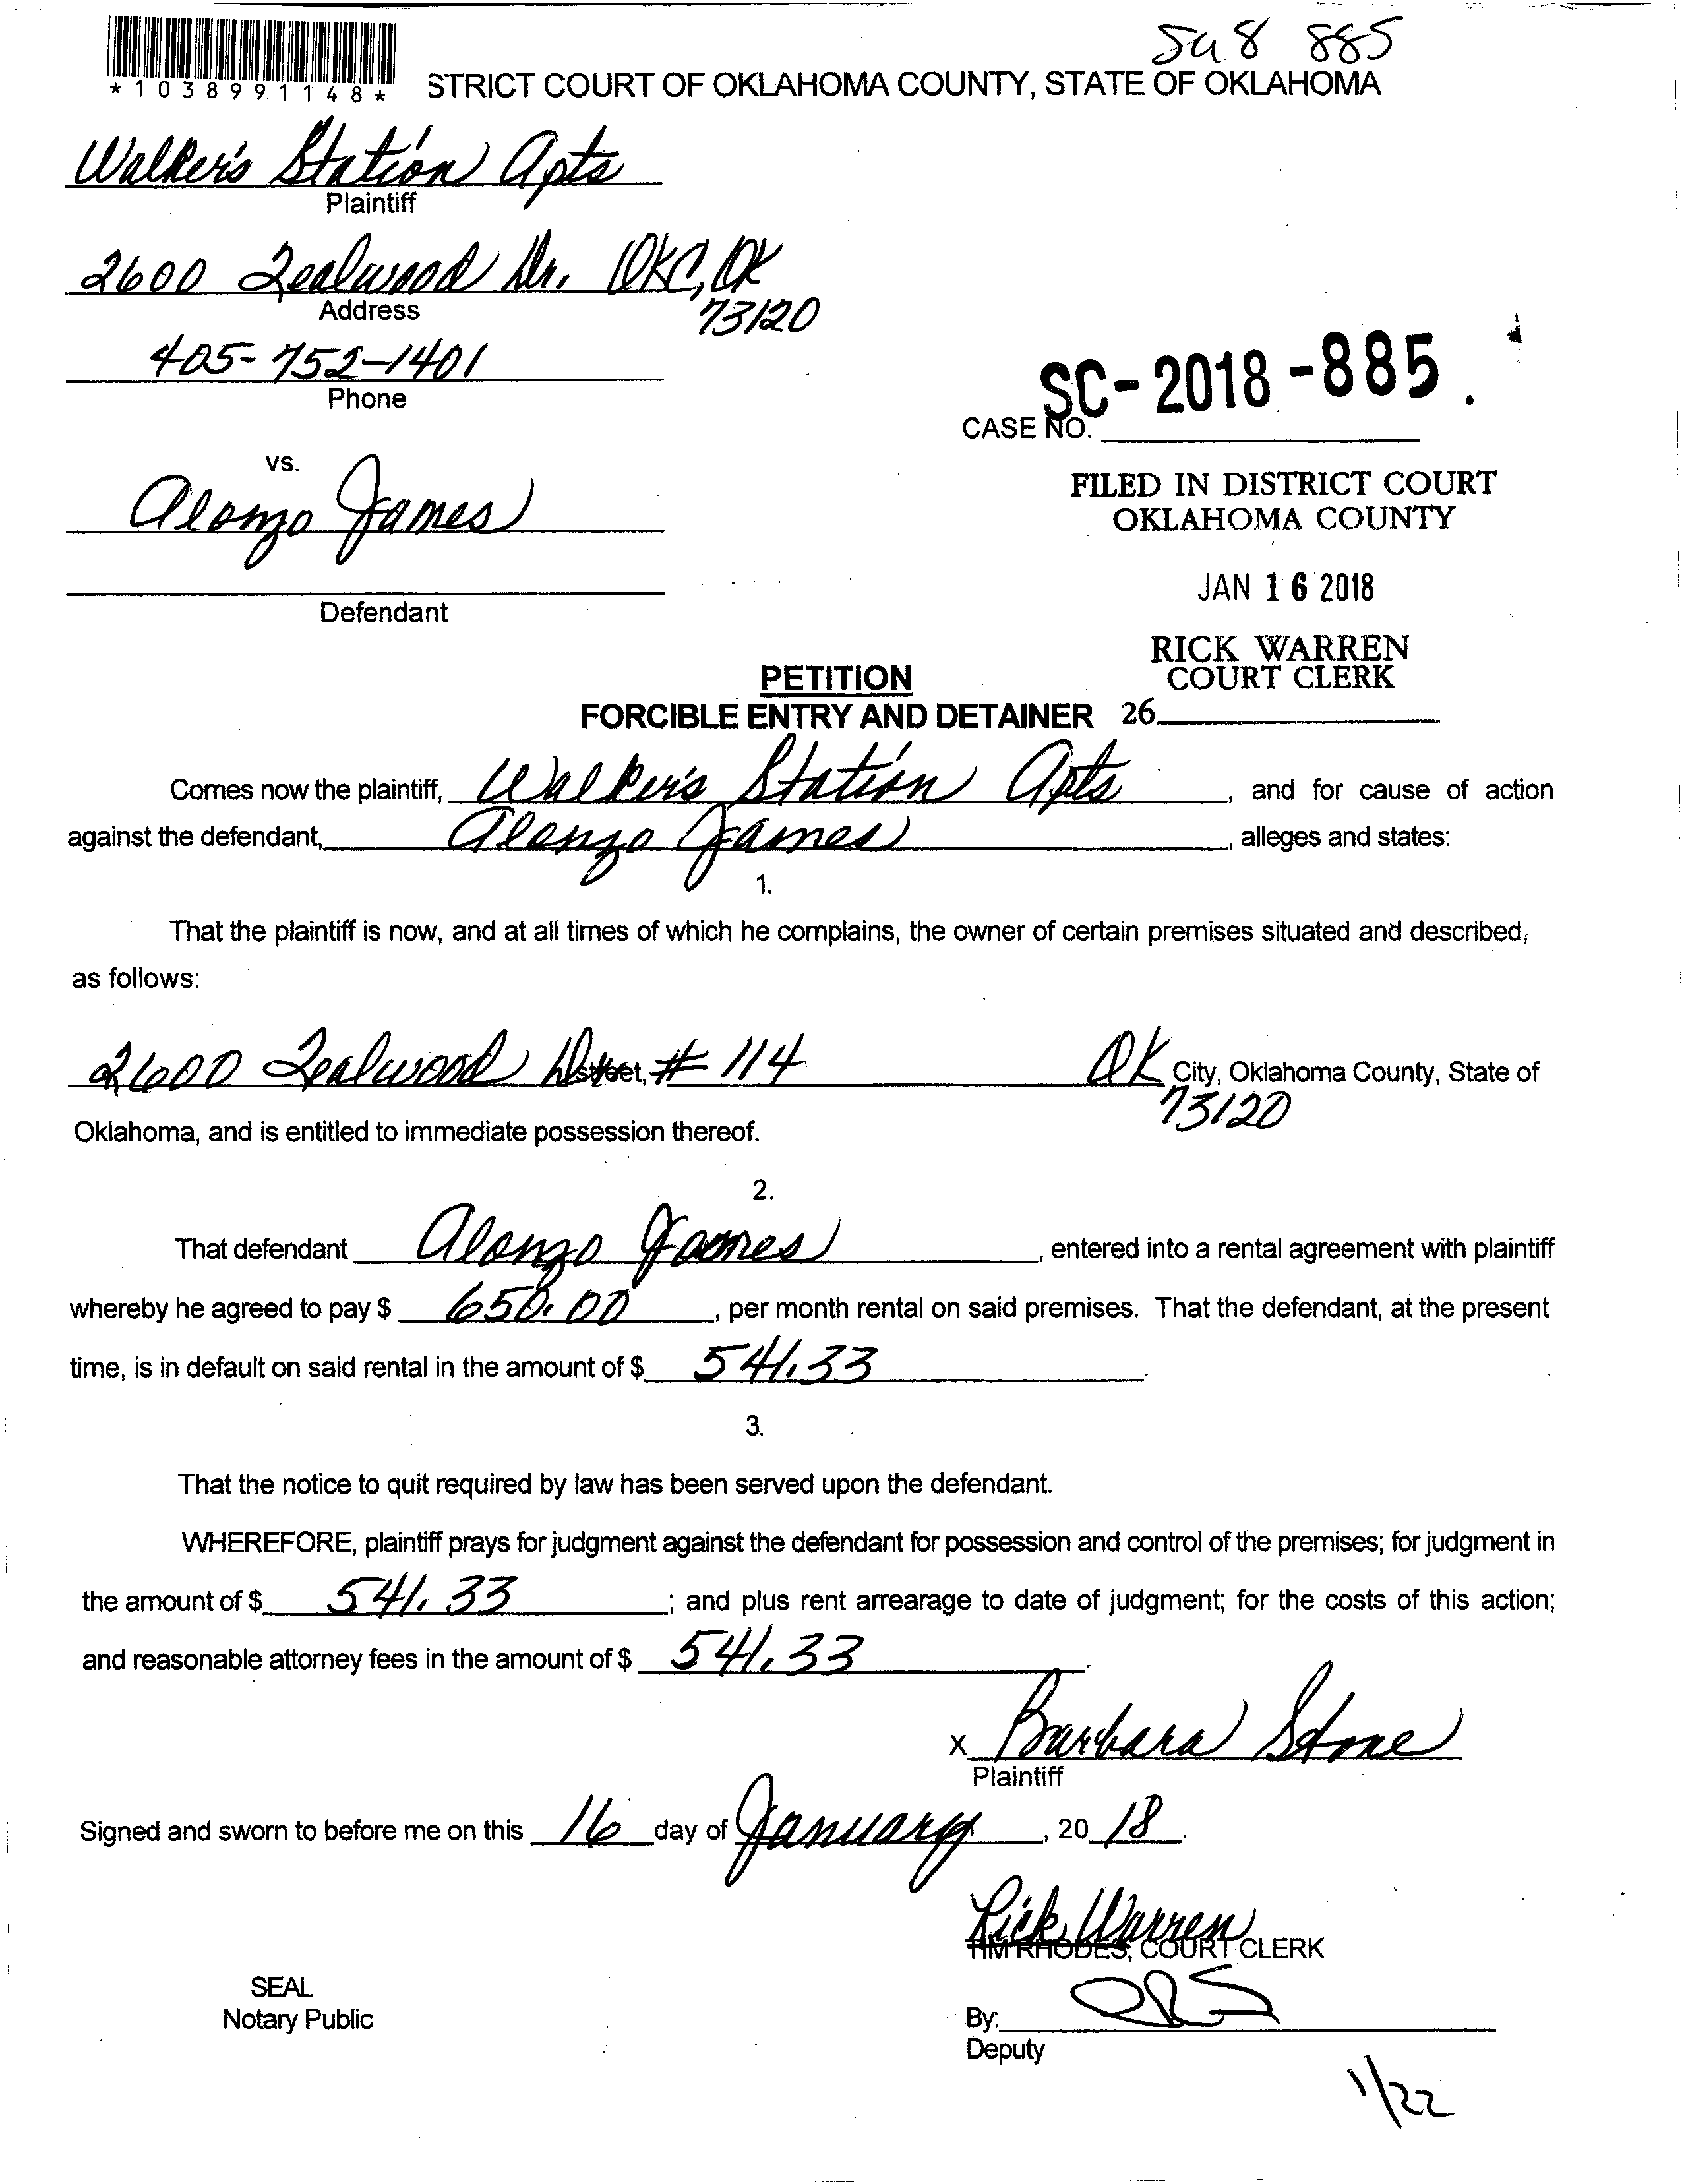 Sc18 885
*1038991148* STRICT COURT OF OKLAHOMA COUNTY, STATE OF OKLAHOMA
Walker's Station Apts
Plaintiff
2600 Tealwood Dr. OKC, OK
Address 73120
405-752-1401
Phone
SC-2018-885
CASE NO.
vs.
Alonzo James
FILED IN DISTRICT COURT
OKLAHOMA COUNTY
JAN 16 2018
Defendant
RICK WARREN
COURT CLERK
PETITION
FORCIBLE ENTRY AND DETAINER 26
Comes now the plaintiff, Walker's Station Apts, and for cause of action
against the defendant, Alonzo James, alleges and states:
1.
That the plaintiff is now, and at all times of which he complains, the owner of certain premises situated and described,
as follows:
2600 Tealwood Dr Street, # 114 OK City, Oklahoma County, State of
73120
Oklahoma, and is entitled to immediate possession thereof.
2.
That defendant Alonzo James, entered into a rental agreement with plaintiff
whereby he agreed to pay $ 650.00, per month rental on said premises. That the defendant, at the present
time, is in default on said rental in the amount of $ 541.33.
3.
That the notice to quit required by law has been served upon the defendant.
WHEREFORE, plaintiff prays for judgment against the defendant for possession and control of the premises; for judgment in
the amount of $ 541.33; and plus rent arrearage to date of judgment; for the costs of this action;
and reasonable attorney fees in the amount of $ 541.33.
X Barbara Stone
Plaintiff
Signed and sworn to before me on this 16 day of January, 2018.
Rick Warren
TIM RHODES, COURT CLERK
SEAL
Notary Public
By:
Deputy
1/22